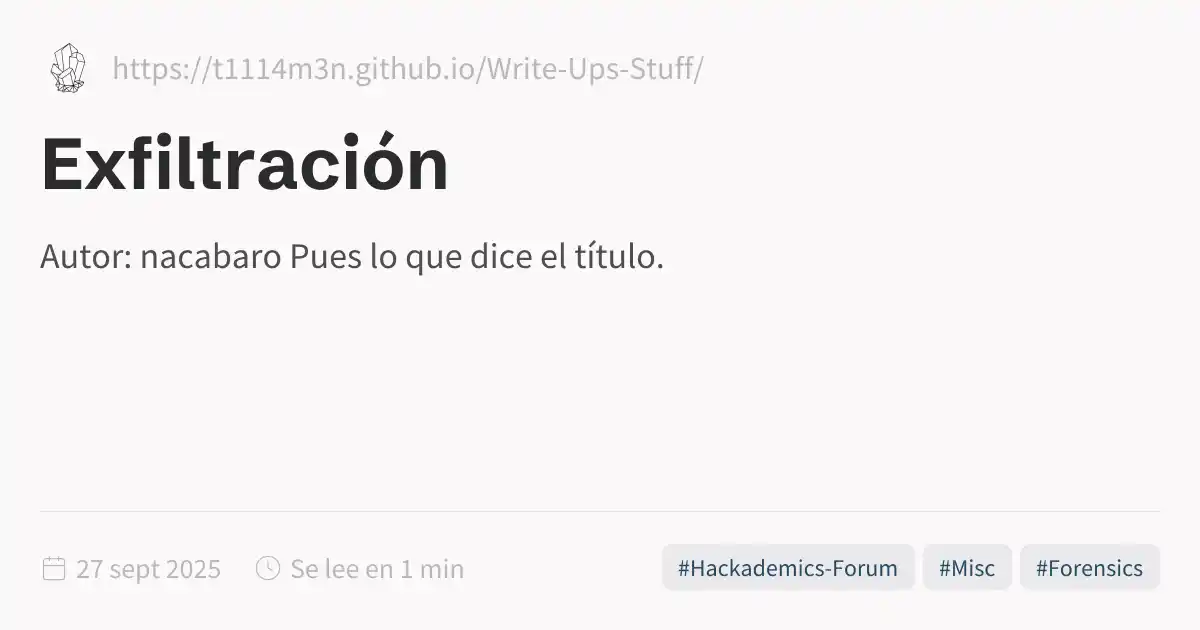 https://t1114m3n.github.io/Write-Ups-Stuff/
Exfiltración
Autor: nacabaro Pues lo que dice el título.
27 sept 2025 Se lee en 1 min #Hackademics-Forum #Misc #Forensics